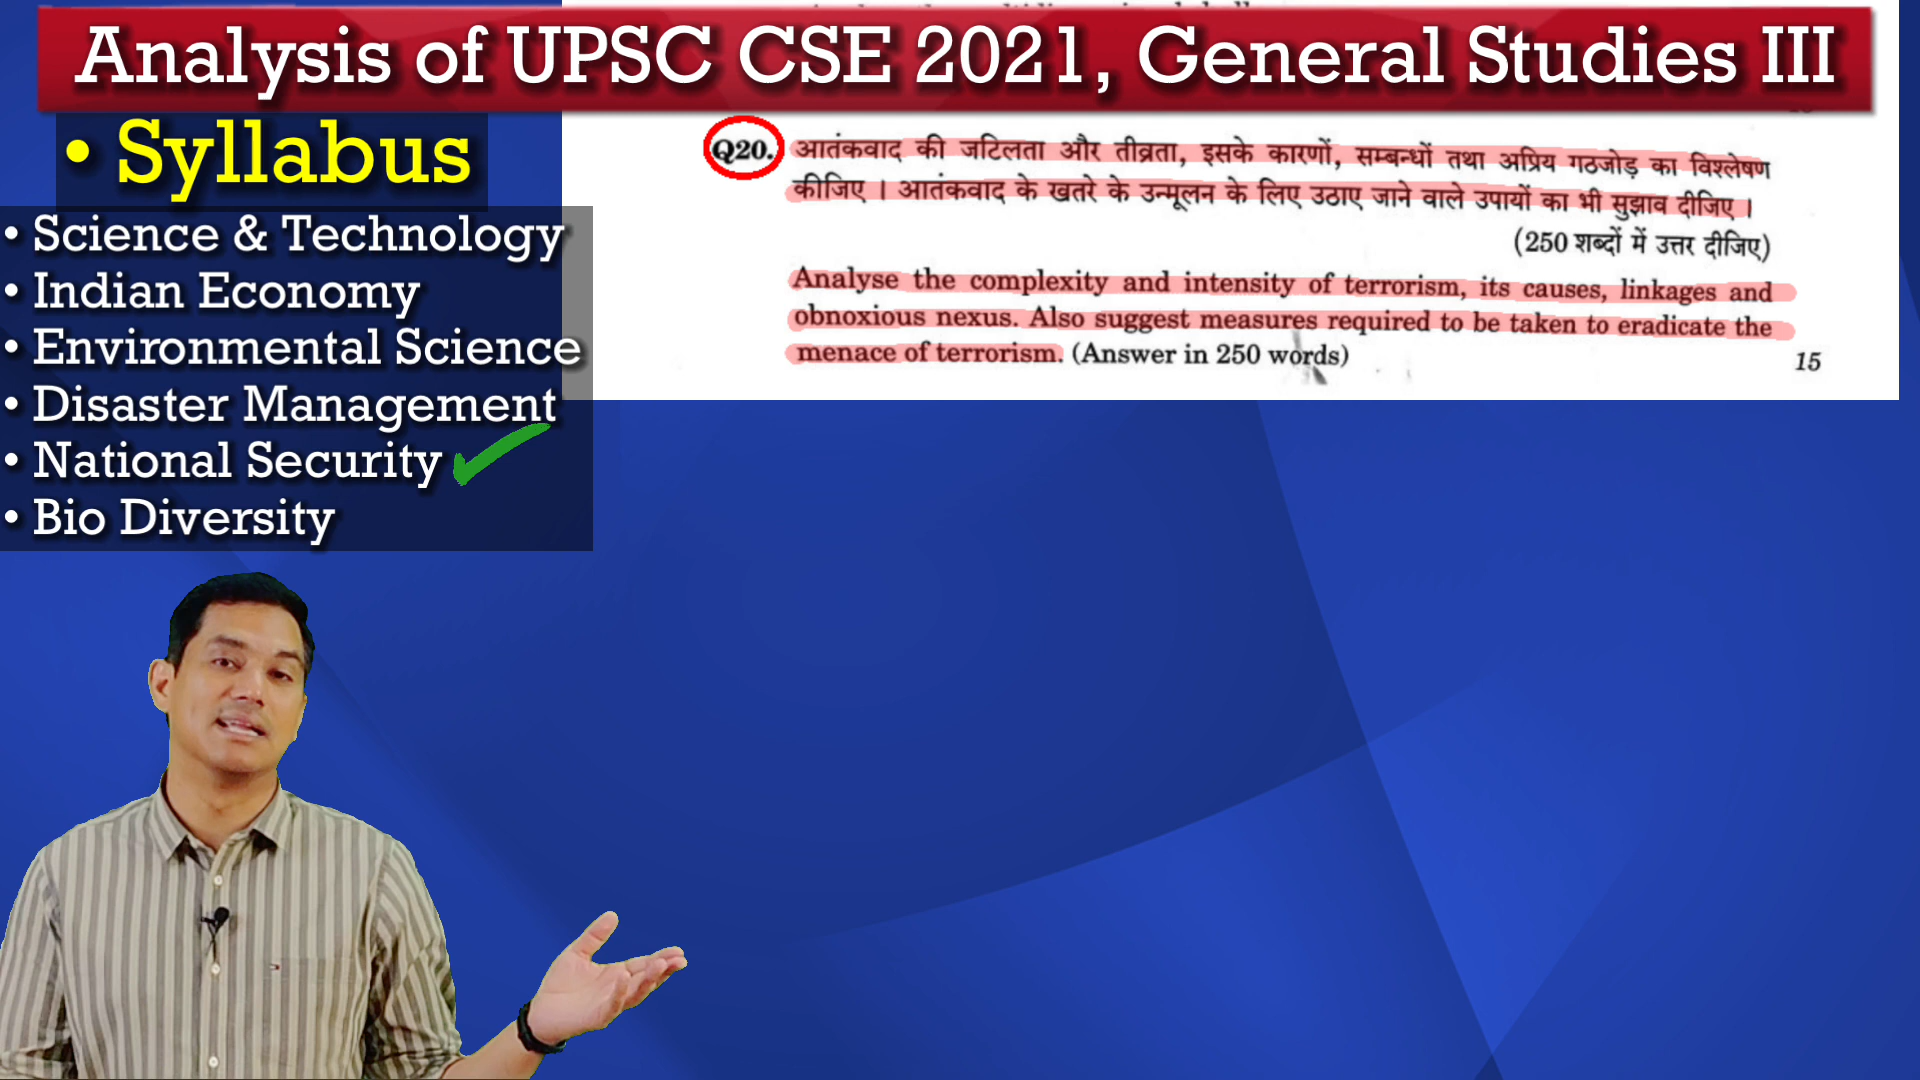 Analysis of UPSC CSE 2021, General Studies III
• Syllabus
• Science & Technology
• Indian Economy
• Environmental Science
• Disaster Management
• National Security
• Bio Diversity
Q20. आतंकवाद की जटिलता और तीव्रता, इसके कारणों, सम्बन्धों तथा अप्रिय गठजोड़ का विश्लेषण
कीजिए । आतंकवाद के खतरे के उन्मूलन के लिए उठाए जाने वाले उपायों का भी सुझाव दीजिए ।
(250 शब्दों में उत्तर दीजिए)
Analyse the complexity and intensity of terrorism, its causes, linkages and
obnoxious nexus. Also suggest measures required to be taken to eradicate the
menace of terrorism. (Answer in 250 words)
15